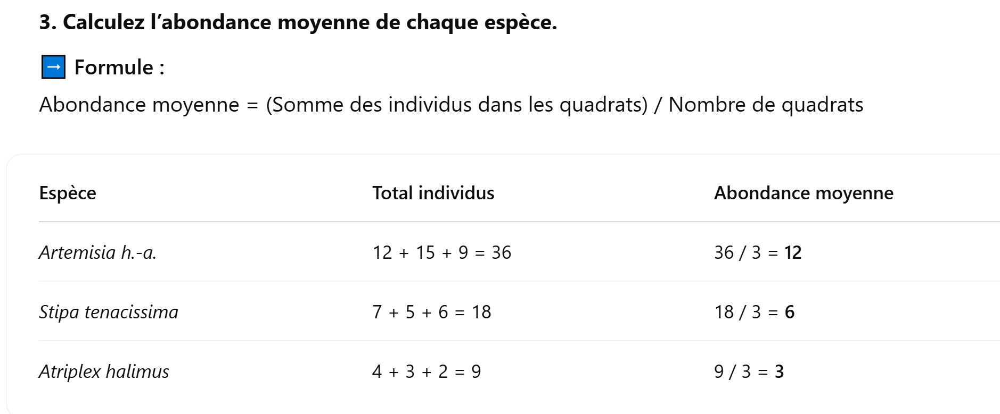 3. Calculez l’abondance moyenne de chaque espèce.
➡ Formule :
Abondance moyenne = (Somme des individus dans les quadrats) / Nombre de quadrats
Espèce Total individus Abondance moyenne
Artemisia h.-a. 12 + 15 + 9 = 36 36 / 3 = 12
Stipa tenacissima 7 + 5 + 6 = 18 18 / 3 = 6
Atriplex halimus 4 + 3 + 2 = 9 9 / 3 = 3